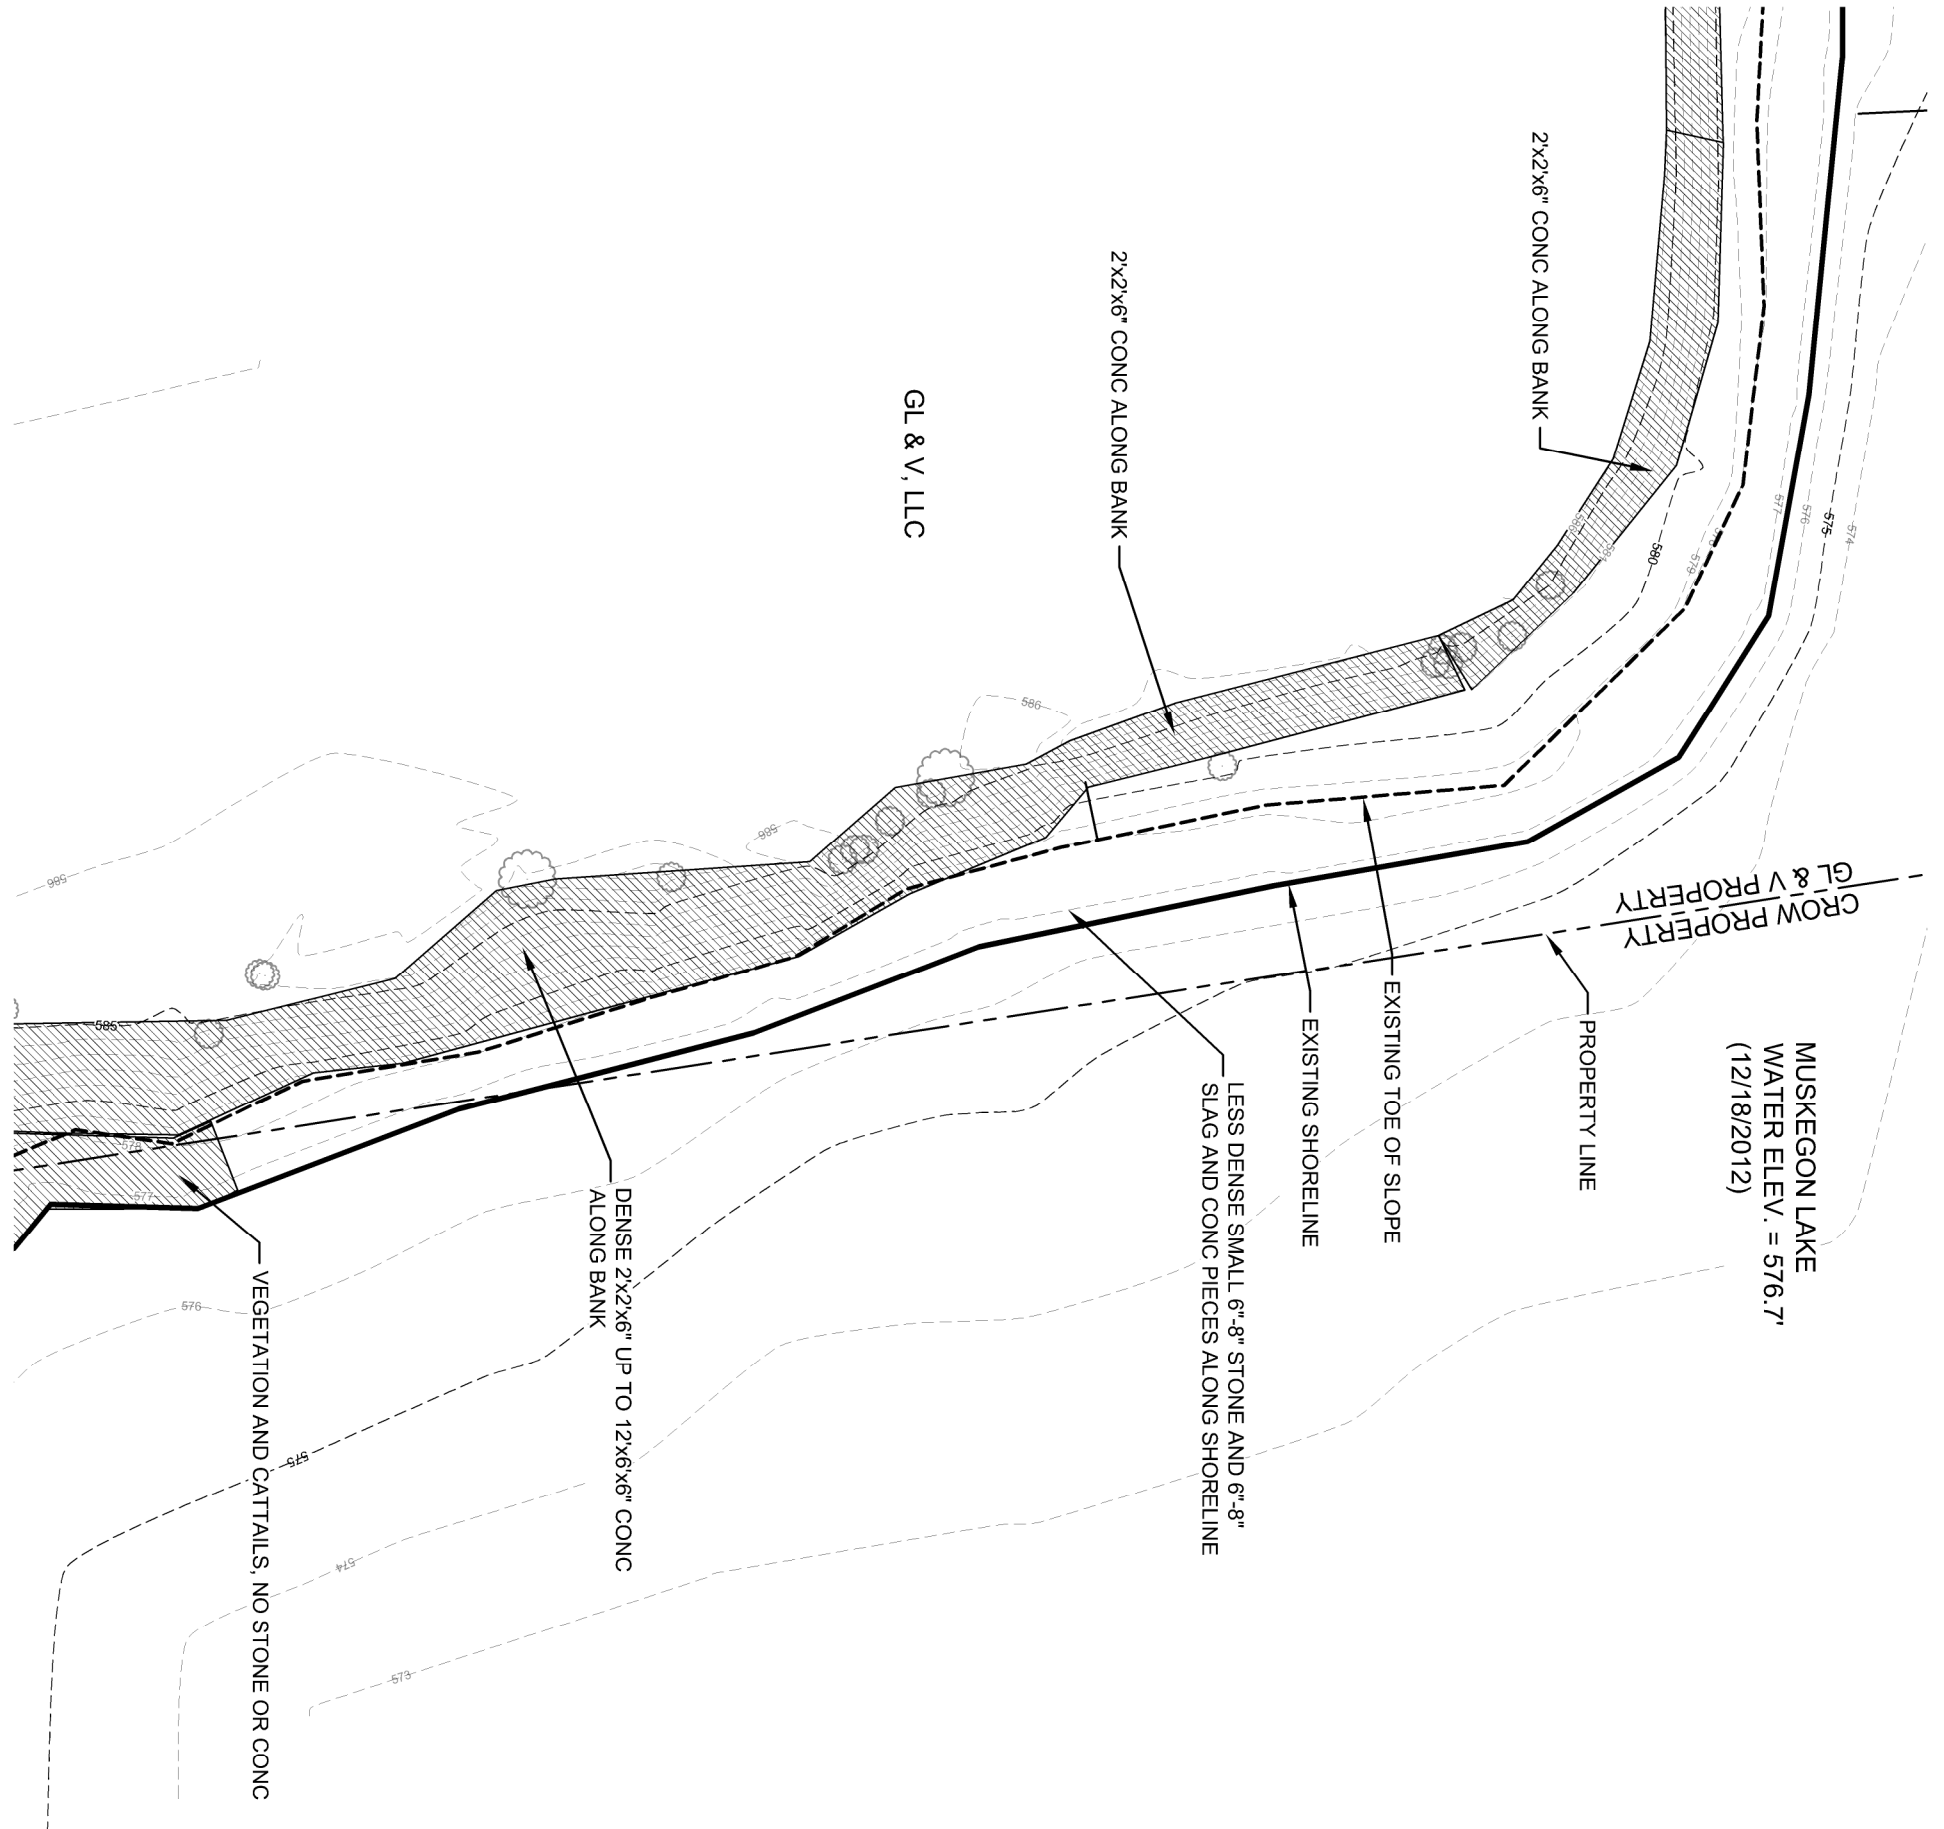 2'x2'x6" CONC ALONG BANK
2'x2'x6" CONC ALONG BANK
GL & V, LLC
GL & V PROPERTY
CROW PROPERTY
MUSKEGON LAKE
WATER ELEV. = 576.7'
(12/18/2012)
PROPERTY LINE
EXISTING TOE OF SLOPE
EXISTING SHORELINE
LESS DENSE SMALL 6"-8" STONE AND 6"-8"
SLAG AND CONC PIECES ALONG SHORELINE
DENSE 2'x2'x6" UP TO 12'x6'x6" CONC
ALONG BANK
VEGETATION AND CATTAILS, NO STONE OR CONC
577
576
575
574
586
581
580
579
586
586
586
585
578
577
576
575
574
573